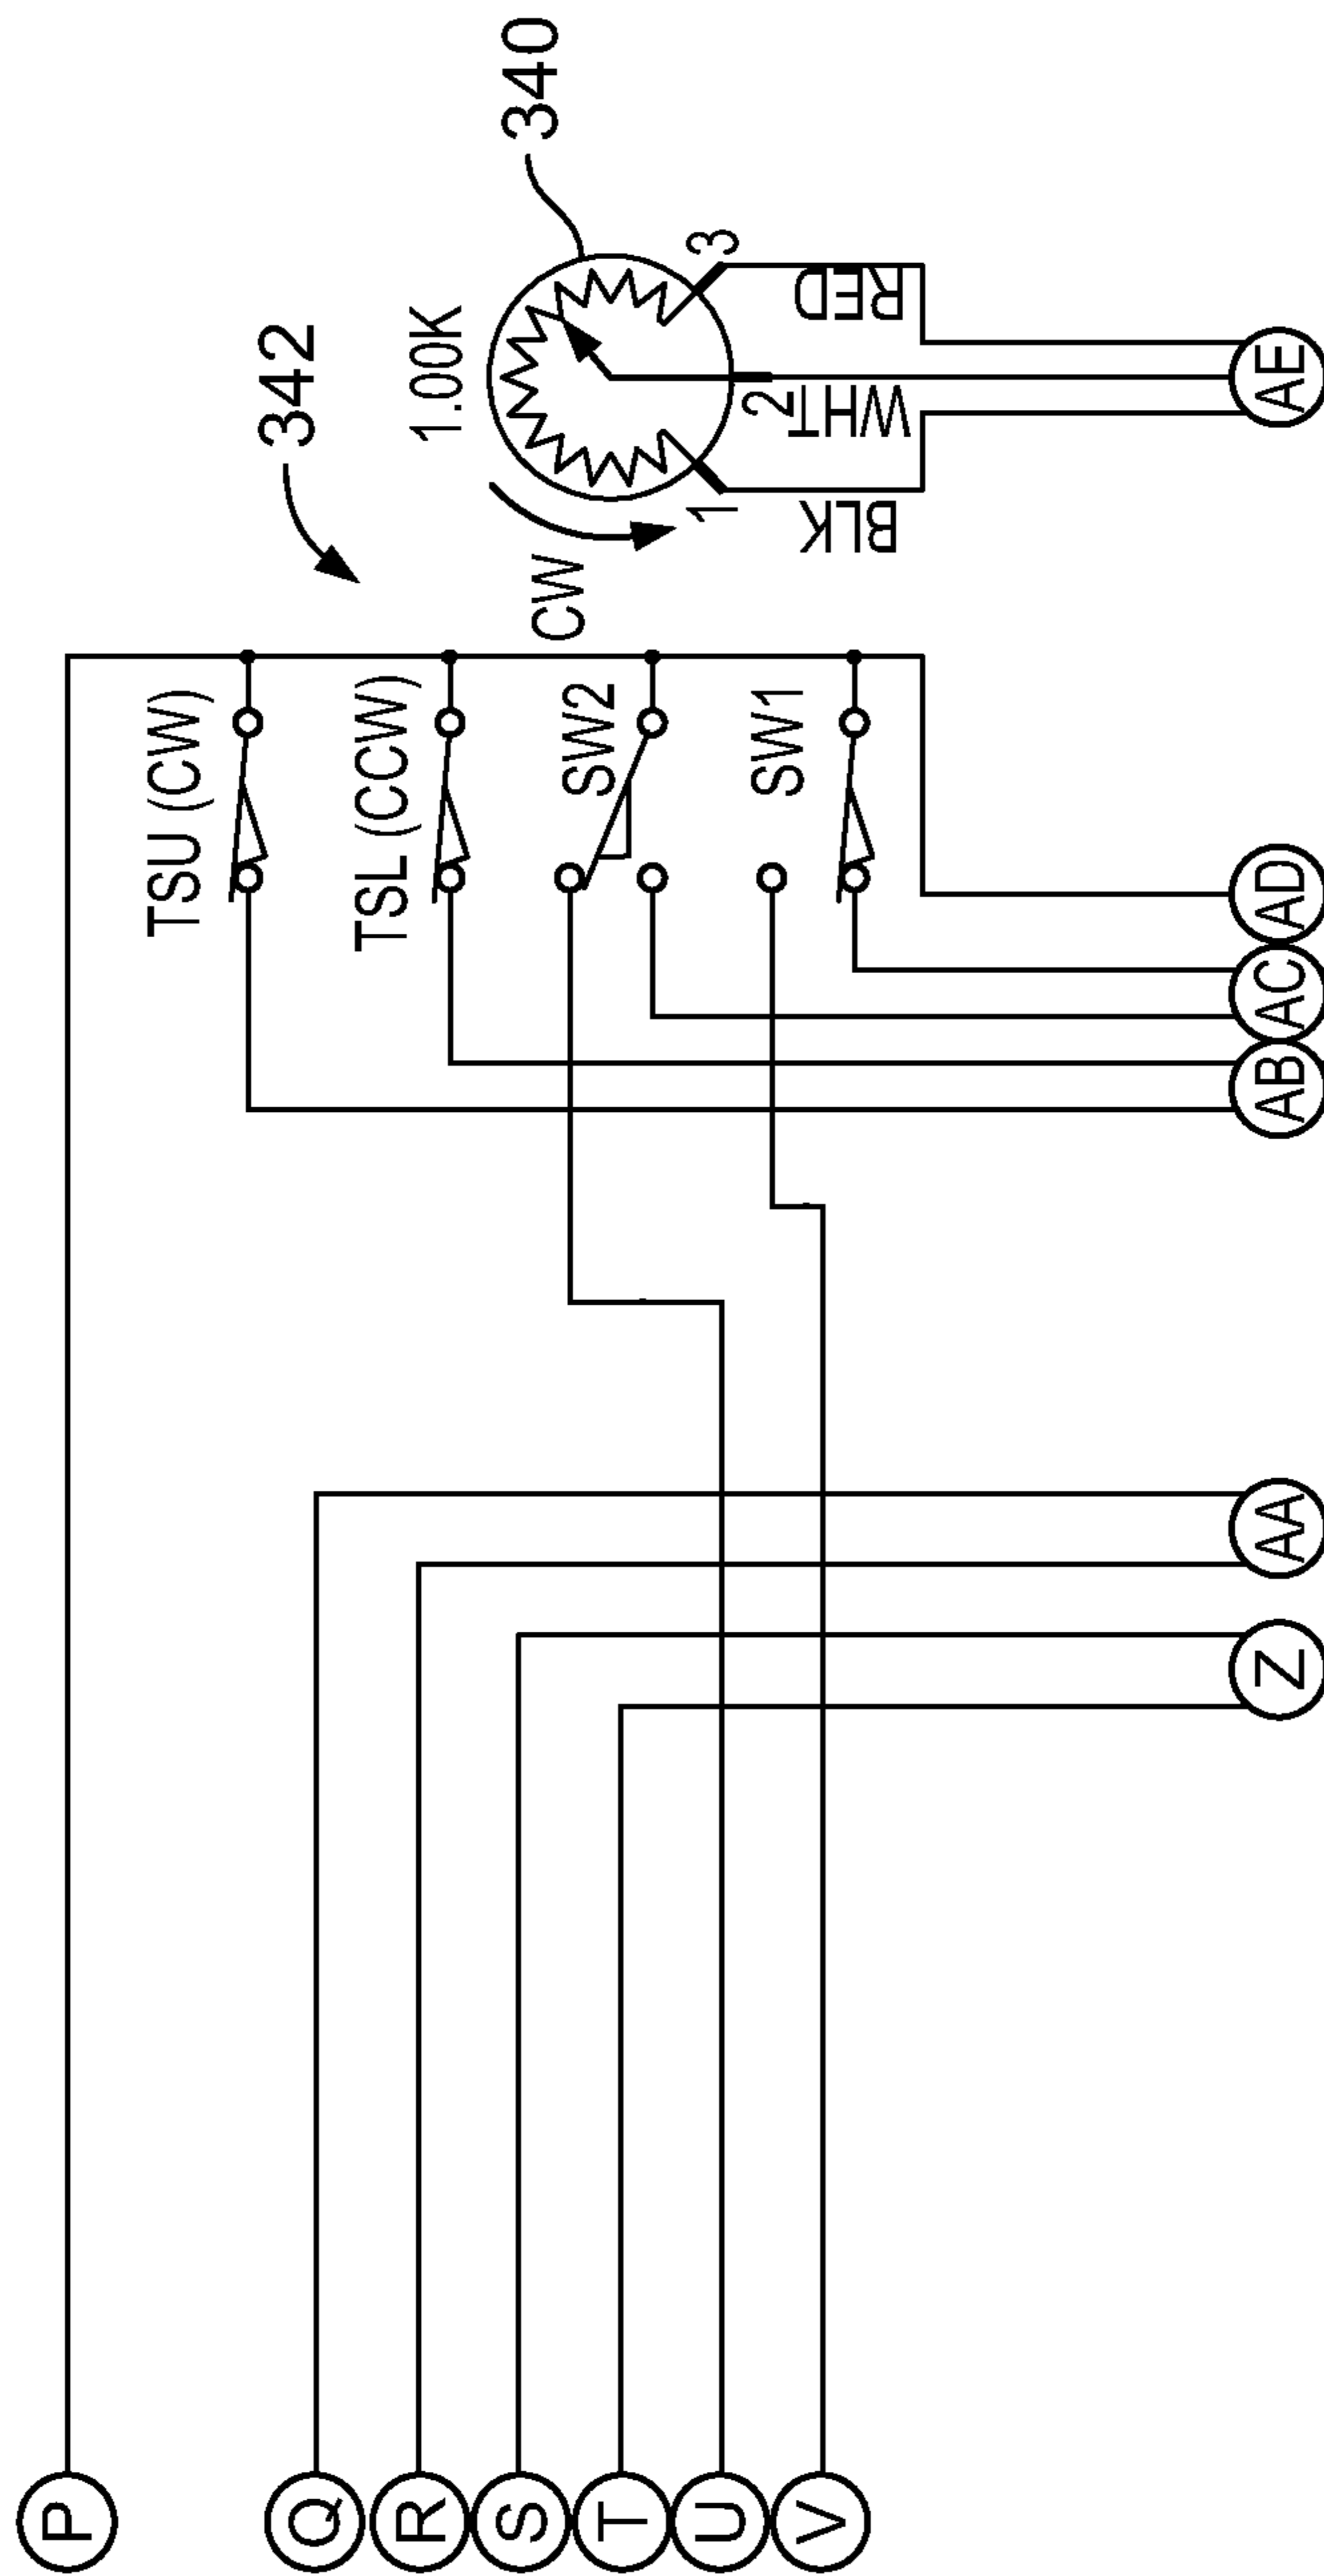 P
Q
R
S
T
U
V
TSU (CW)
TSL (CCW)
SW2
SW1
342
CW
1.00K
340
1
2
3
BLK
WHT
RED
Z
AA
AB
AC
AD
AE